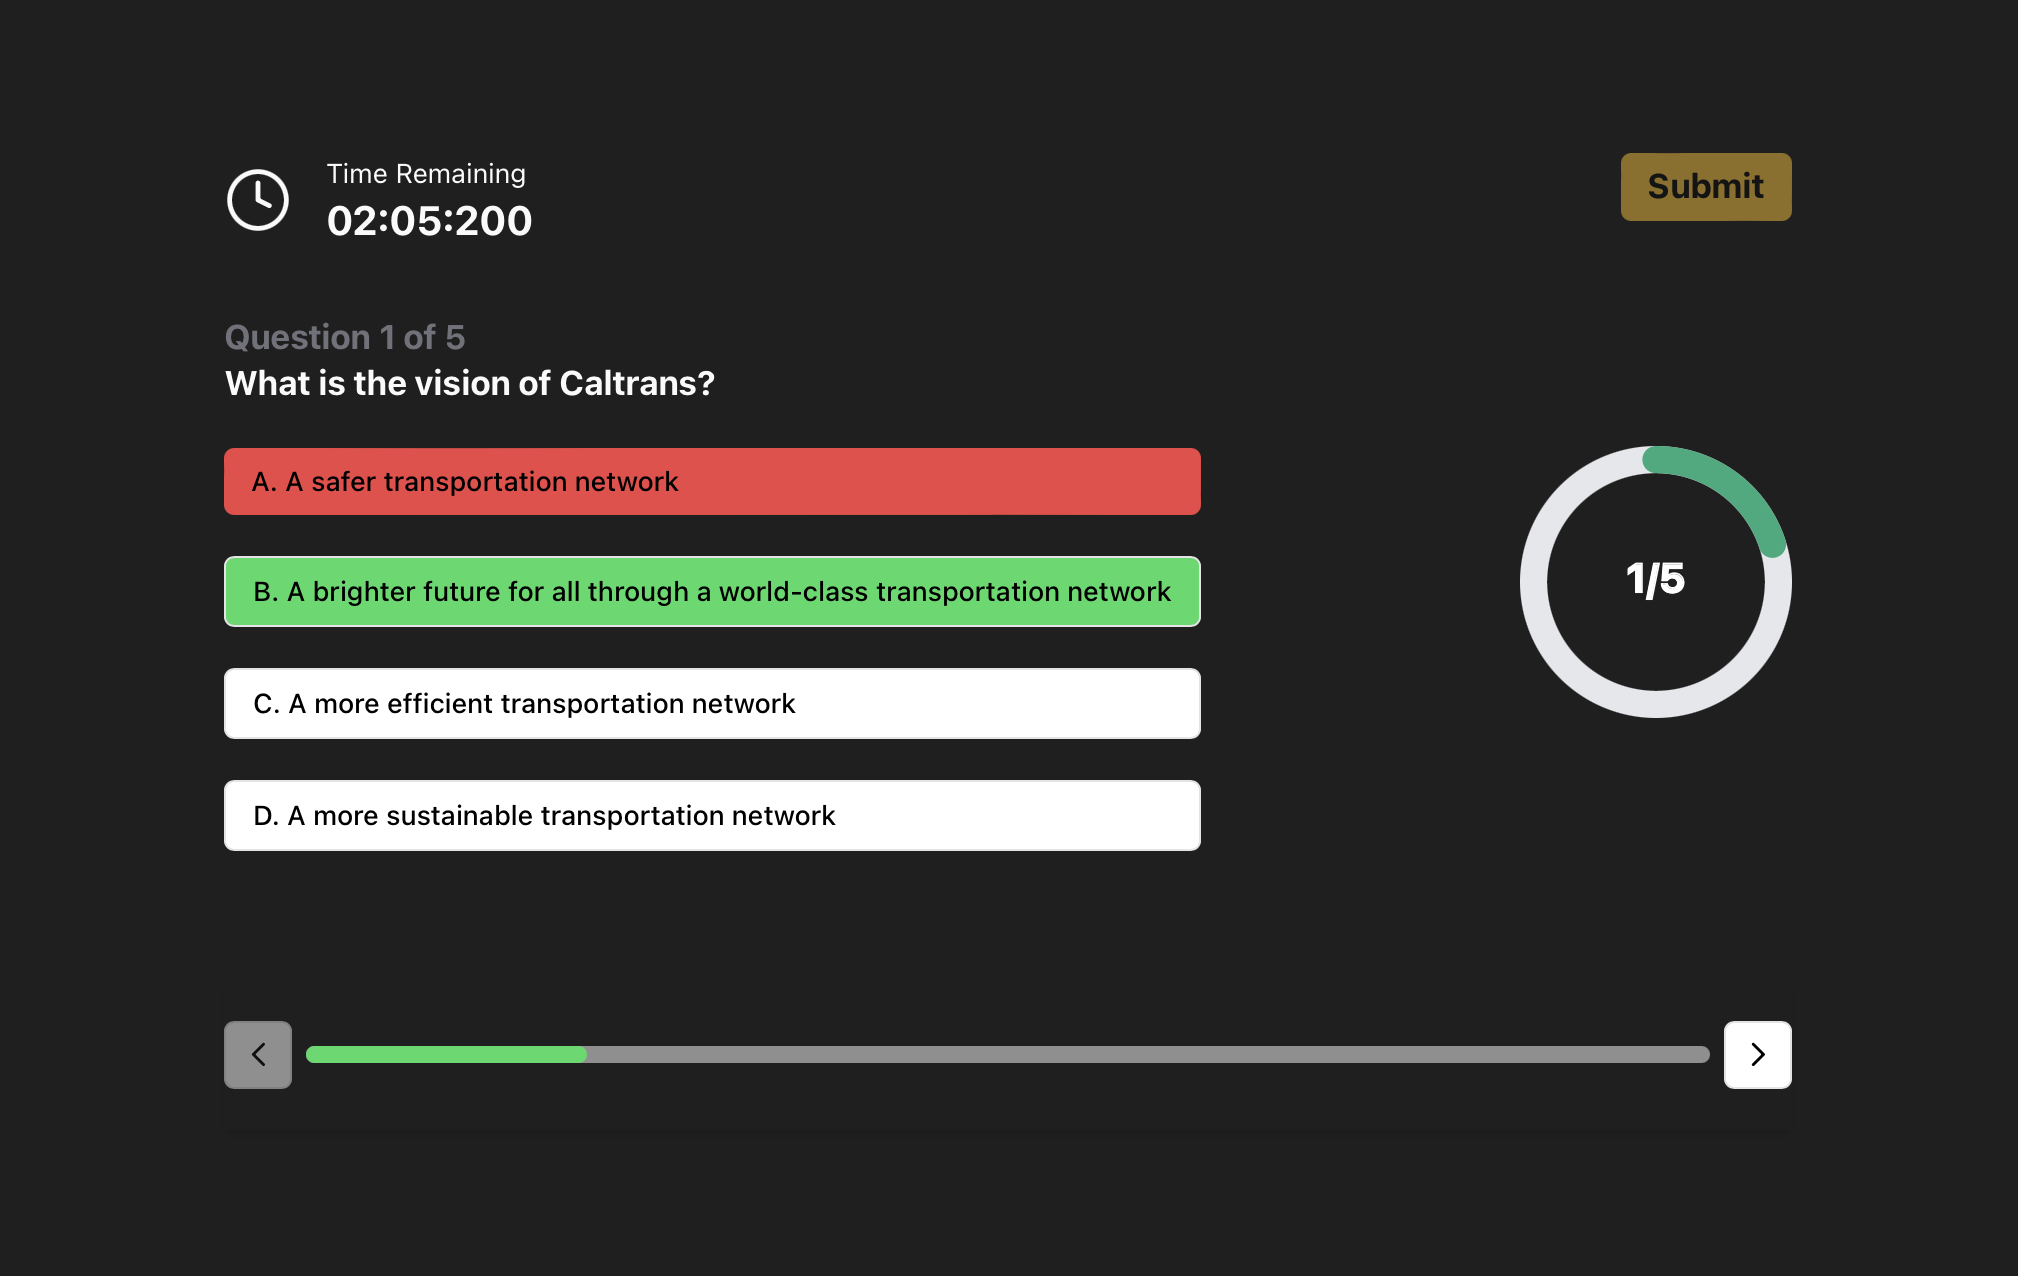 Time Remaining
02:05:200
Submit
Question 1 of 5
What is the vision of Caltrans?
A. A safer transportation network
B. A brighter future for all through a world-class transportation network
C. A more efficient transportation network
D. A more sustainable transportation network
1/5